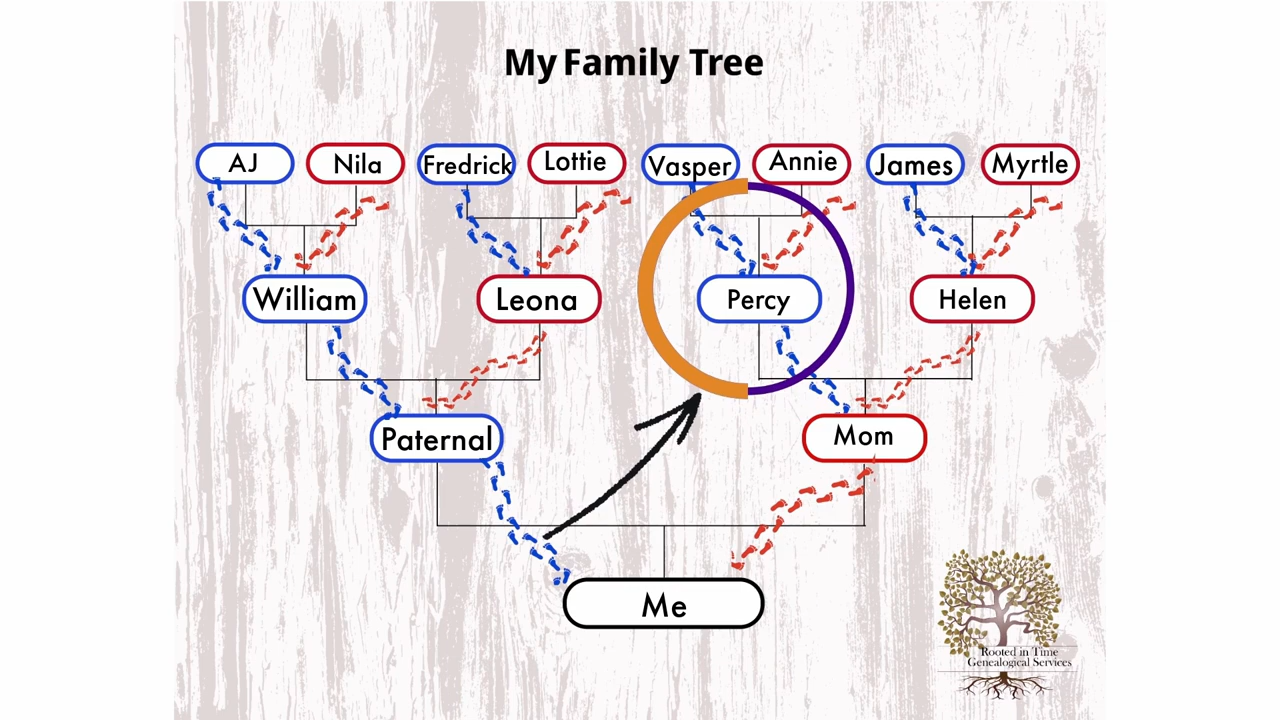 My Family Tree
AJ
Nila
Fredrick
Lottie
Vasper
Annie
James
Myrtle
William
Leona
Percy
Helen
Paternal
Mom
Me
Rooted in Time
Genealogical Services